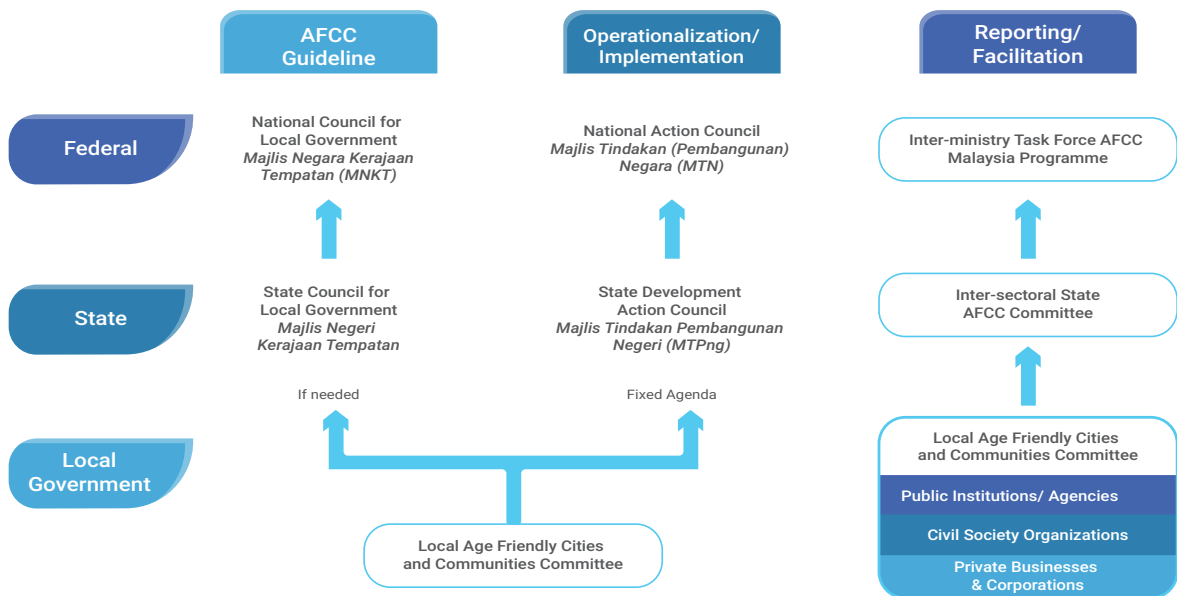 AFCC
Guideline
Operationalization/
Implementation
Reporting/
Facilitation
Federal
National Council for
Local Government
Majlis Negara Kerajaan
Tempatan (MNKT)
National Action Council
Majlis Tindakan (Pembangunan)
Negara (MTN)
Inter-ministry Task Force AFCC
Malaysia Programme
State
State Council for
Local Government
Majlis Negeri
Kerajaan Tempatan
State Development
Action Council
Majlis Tindakan Pembangunan
Negeri (MTPng)
Inter-sectoral State
AFCC Committee
If needed
Fixed Agenda
Local
Government
Local Age Friendly Cities
and Communities Committee
Local Age Friendly Cities
and Communities Committee
Public Institutions/ Agencies
Civil Society Organizations
Private Businesses
& Corporations